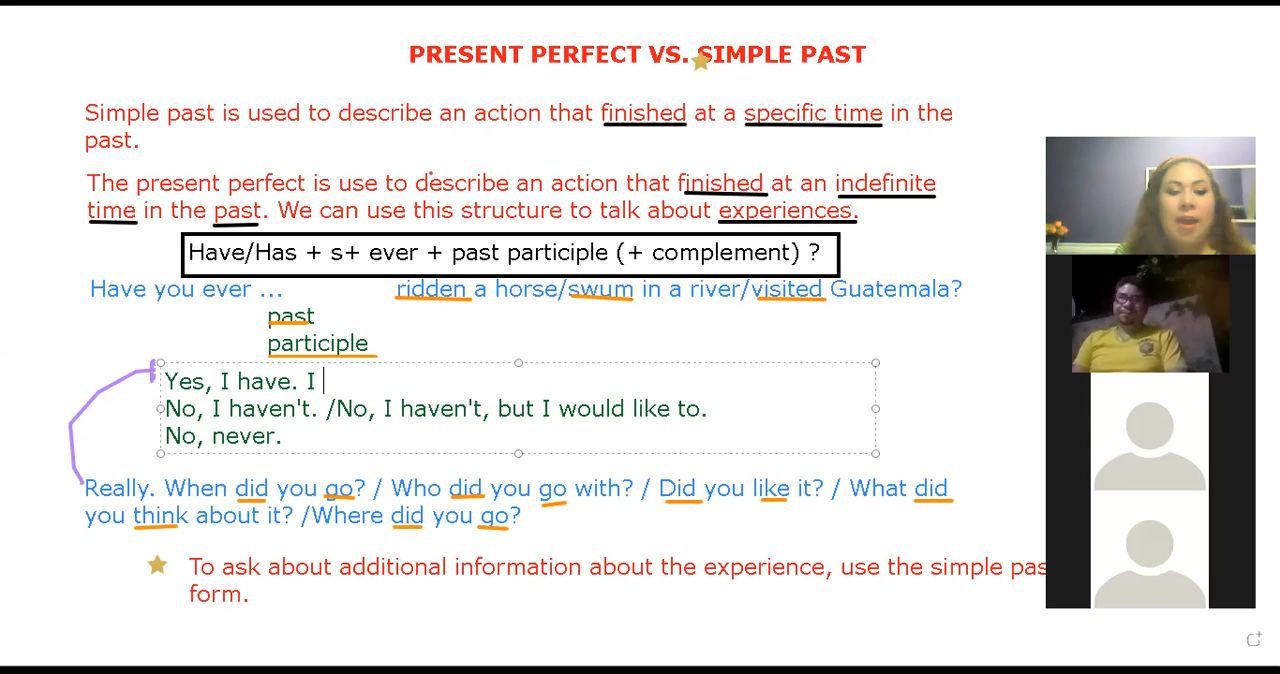 PRESENT PERFECT VS. SIMPLE PAST
Simple past is used to describe an action that finished at a specific time in the
past.
The present perfect is use to describe an action that finished at an indefinite
time in the past. We can use this structure to talk about experiences.
Have/Has + s+ ever + past participle (+ complement) ?
Have you ever ... ridden a horse/swum in a river/visited Guatemala?
past
participle
Yes, I have. I
No, I haven't. /No, I haven't, but I would like to.
No, never.
Really. When did you go? / Who did you go with? / Did you like it? / What did
you think about it? /Where did you go?
To ask about additional information about the experience, use the simple pas
form.